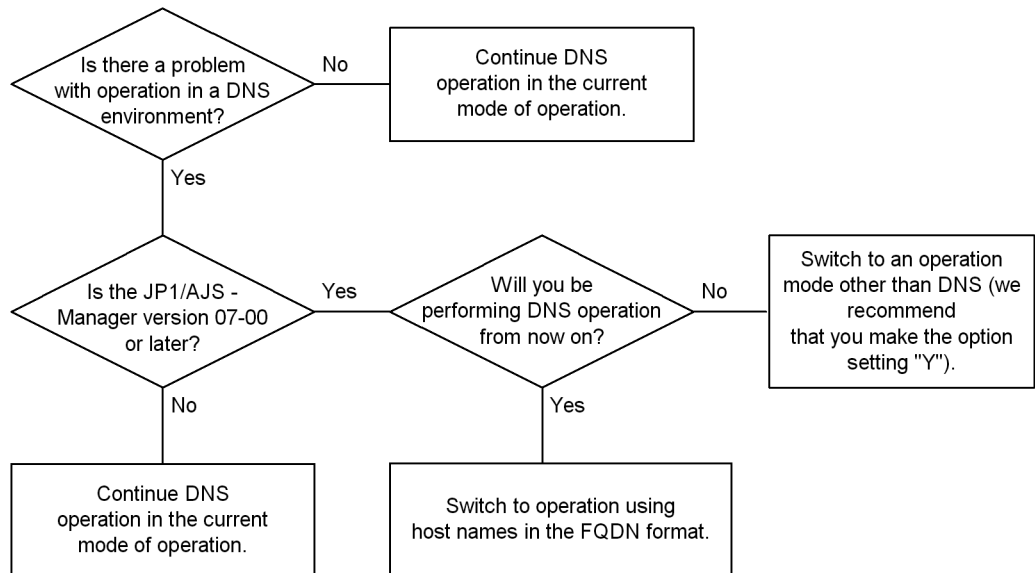 Is there a problem
with operation in a DNS
environment?
No
Continue DNS
operation in the current
mode of operation.
Yes
Is the JP1/AJS -
Manager version 07-00
or later?
Yes
Will you be
performing DNS operation
from now on?
No
Switch to an operation
mode other than DNS (we
recommend
that you make the option
setting "Y").
No
Yes
Continue DNS
operation in the current
mode of operation.
Switch to operation using
host names in the FQDN format.